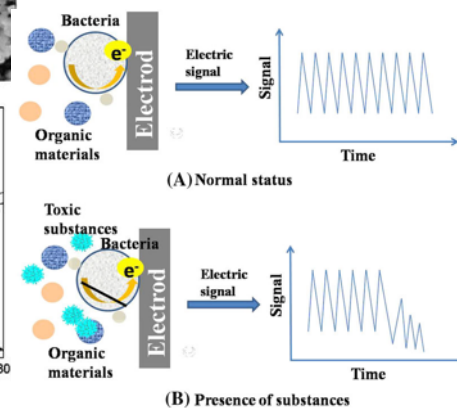 Bacteria
e-
Electrod
Organic
materials
Electric
signal
Signal
Time
(A) Normal status
Toxic
substances
Bacteria
e-
Electrod
Organic
materials
Electric
signal
Signal
Time
30
(B) Presence of substances